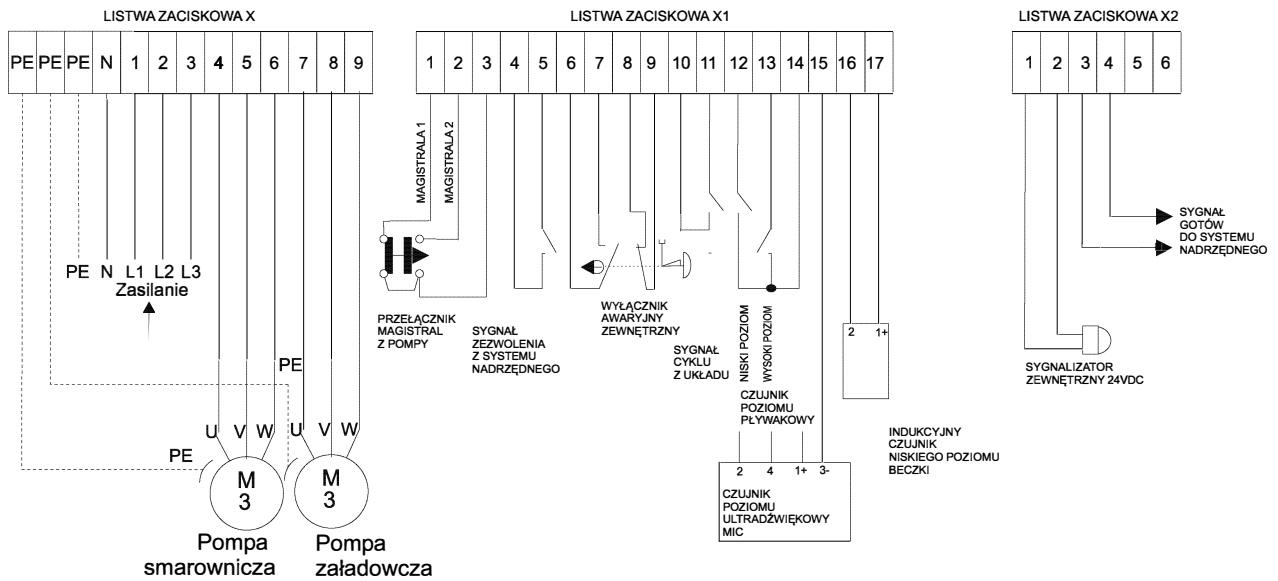 LISTWA ZACISKOWA X
PE PE PE N 1 2 3 4 5 6 7 8 9
PE N L1 L2 L3
Zasilanie
PE
U V W U V W
PE
M
3
M
3
Pompa
smarownicza
Pompa
załadowcza
LISTWA ZACISKOWA X1
1 2 3 4 5 6 7 8 9 10 11 12 13 14 15 16 17
MAGISTRALA 1
MAGISTRALA 2
PRZEŁĄCZNIK
MAGISTRAL
Z POMPY
SYGNAŁ
ZEZWOLENIA
Z SYSTEMU
NADRZĘDNEGO
WYŁĄCZNIK
AWARYJNY
ZEWNĘTRZNY
SYGNAŁ
CYKLU
Z UKŁADU
NISKI POZIOM
WYSOKI POZIOM
CZUJNIK
POZIOMU
PŁYWAKOWY
2 4 1+ 3-
CZUJNIK
POZIOMU
ULTRADŹWIĘKOWY
MIC
2 1+
INDUKCYJNY
CZUJNIK
NISKIEGO POZIOMU
BECZKI
LISTWA ZACISKOWA X2
1 2 3 4 5 6
SYGNAŁ
GOTÓW
DO SYSTEMU
NADRZĘDNEGO
SYGNALIZATOR
ZEWNĘTRZNY 24VDC